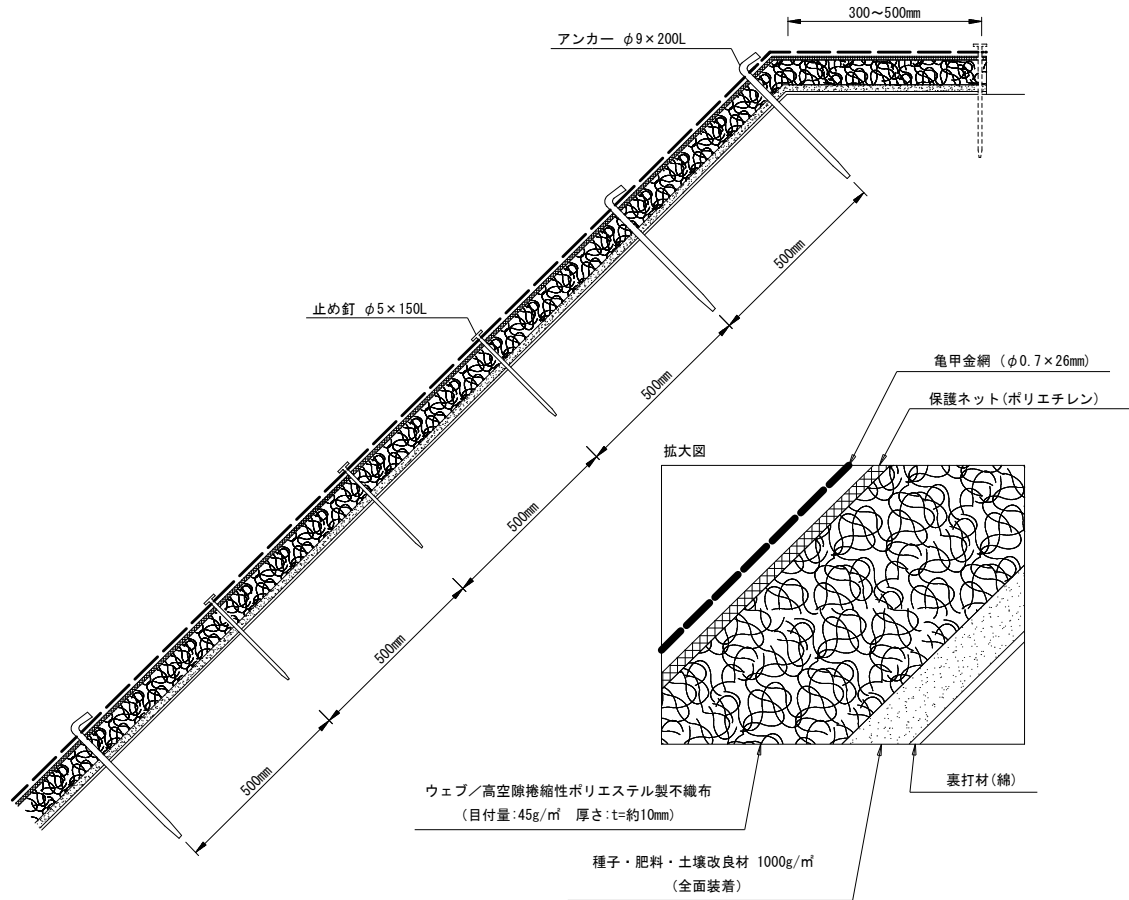 300～500mm
アンカー φ9×200L
500mm
止め釘 φ5×150L
500mm
亀甲金網 (φ0.7×26mm)
保護ネット(ポリエチレン)
拡大図
500mm
500mm
500mm
裏打材(綿)
ウェブ／高空隙捲縮性ポリエステル製不織布
(目付量:45g/㎡ 厚さ:t=約10mm)
種子・肥料・土壌改良材 1000g/㎡
(全面装着)